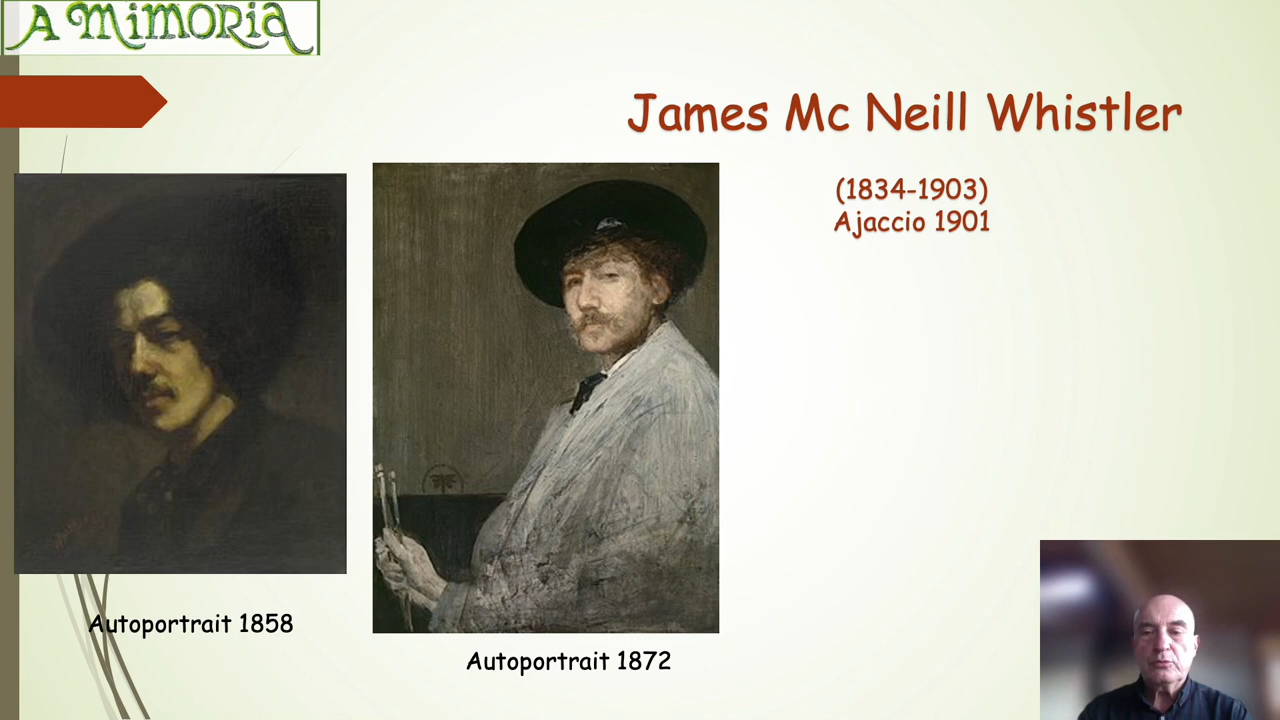 A MIMORIA
James Mc Neill Whistler
(1834-1903)
Ajaccio 1901
Autoportrait 1858
Autoportrait 1872